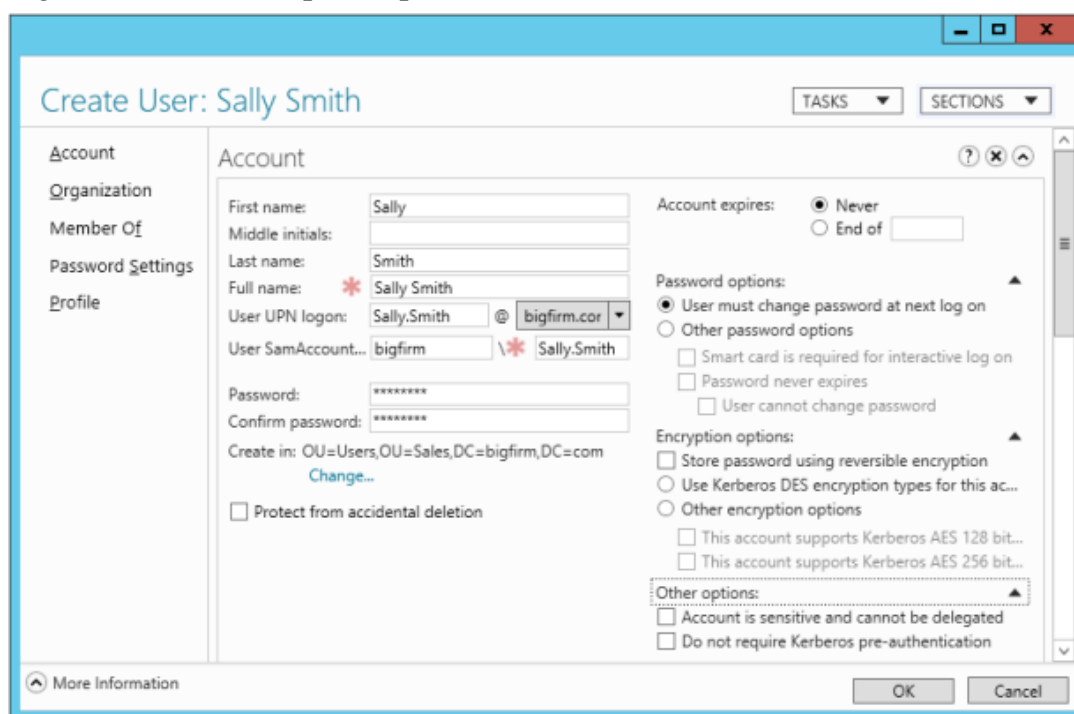 Create User: Sally Smith
TASKS
SECTIONS
Account
Organization
Member Of
Password Settings
Profile
Account
First name: Sally
Middle initials:
Last name: Smith
Full name: * Sally Smith
User UPN logon: Sally.Smith @ bigfirm.cor
User SamAccount... bigfirm \* Sally.Smith
Password: ********
Confirm password: ********
Create in: OU=Users,OU=Sales,DC=bigfirm,DC=com
Change...
Protect from accidental deletion
Account expires: Never
End of
Password options:
User must change password at next log on
Other password options
Smart card is required for interactive log on
Password never expires
User cannot change password
Encryption options:
Store password using reversible encryption
Use Kerberos DES encryption types for this ac...
Other encryption options
This account supports Kerberos AES 128 bit...
This account supports Kerberos AES 256 bit...
Other options:
Account is sensitive and cannot be delegated
Do not require Kerberos pre-authentication
More Information
OK
Cancel